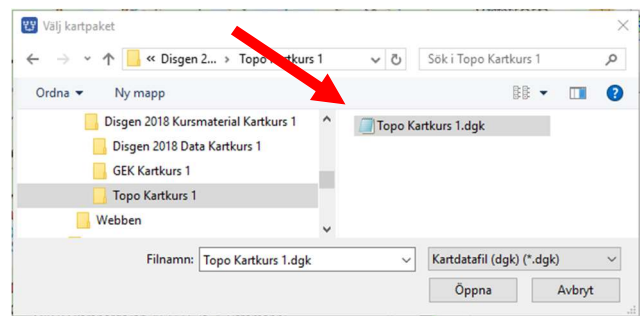 Välj kartpaket
« Disgen 2... › Topo Kartkurs 1
Sök i Topo Kartkurs 1
Ordna
Ny mapp
Disgen 2018 Kursmaterial Kartkurs 1
Disgen 2018 Data Kartkurs 1
GEK Kartkurs 1
Topo Kartkurs 1
Webben
Topo Kartkurs 1.dgk
Filnamn: Topo Kartkurs 1.dgk
Kartdatafil (dgk) (*.dgk)
Öppna
Avbryt